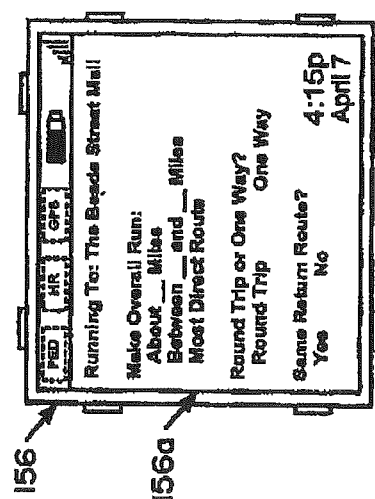 156
156a
PED HR GPS
Running To: The Beads Street Mall
Make Overall Run:
About __ Miles
Between __ and __ Miles
Most Direct Route
Round Trip or One Way?
Round Trip One Way
Same Return Route?
Yes No
4:15p
April 7